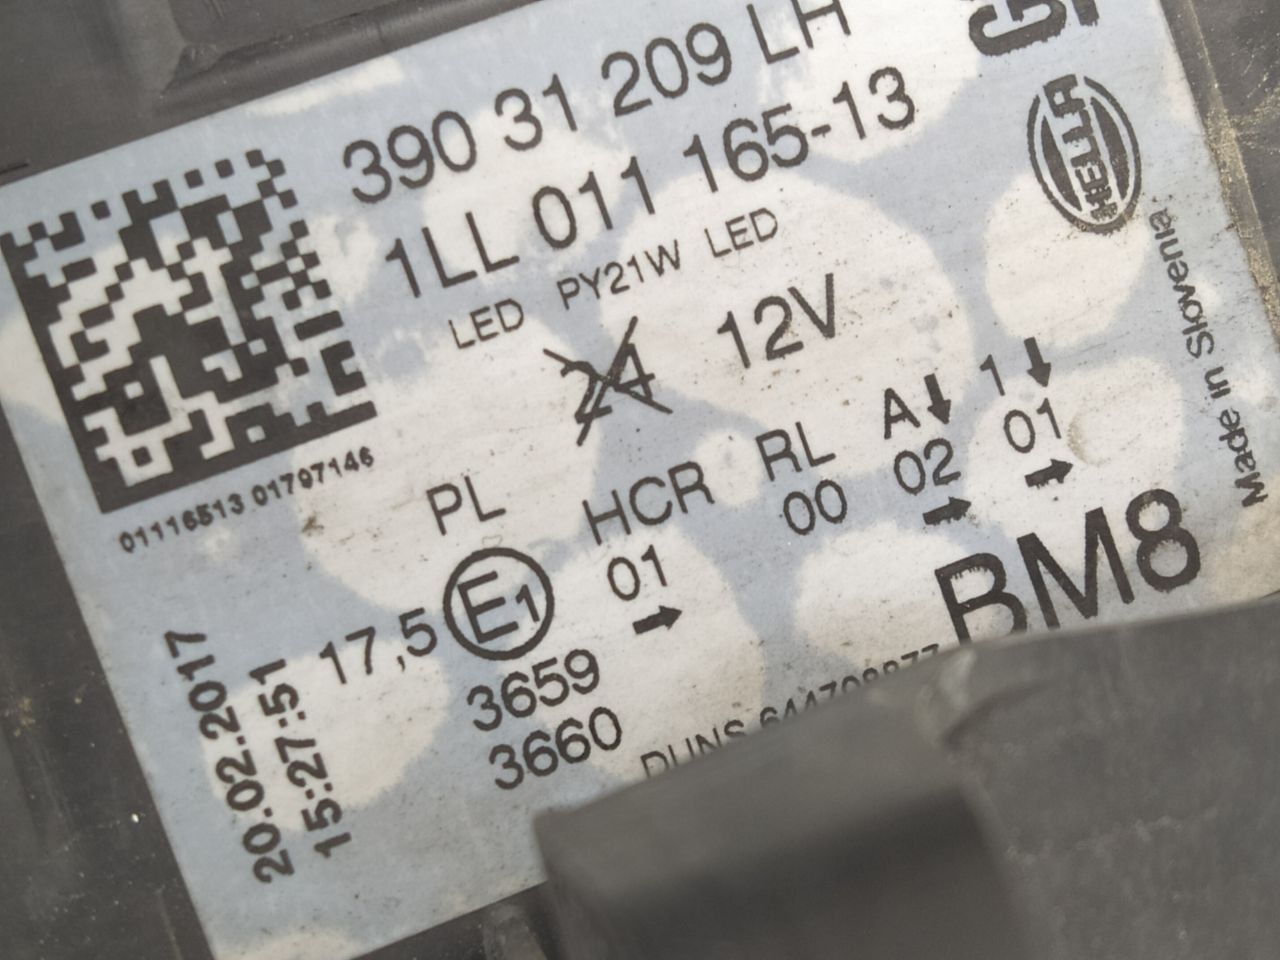 390 31 209 LH
1LL 011 165-13
LED PY21W LED
24 12V
HELLA
Made in Slovenia
01116513 01797146
PL HCR RL A↓ 1↓
17,5 E1 01 00 02 01
→ → →
3659
3660
BM8
20.02.2017
15:27:51
DUNS